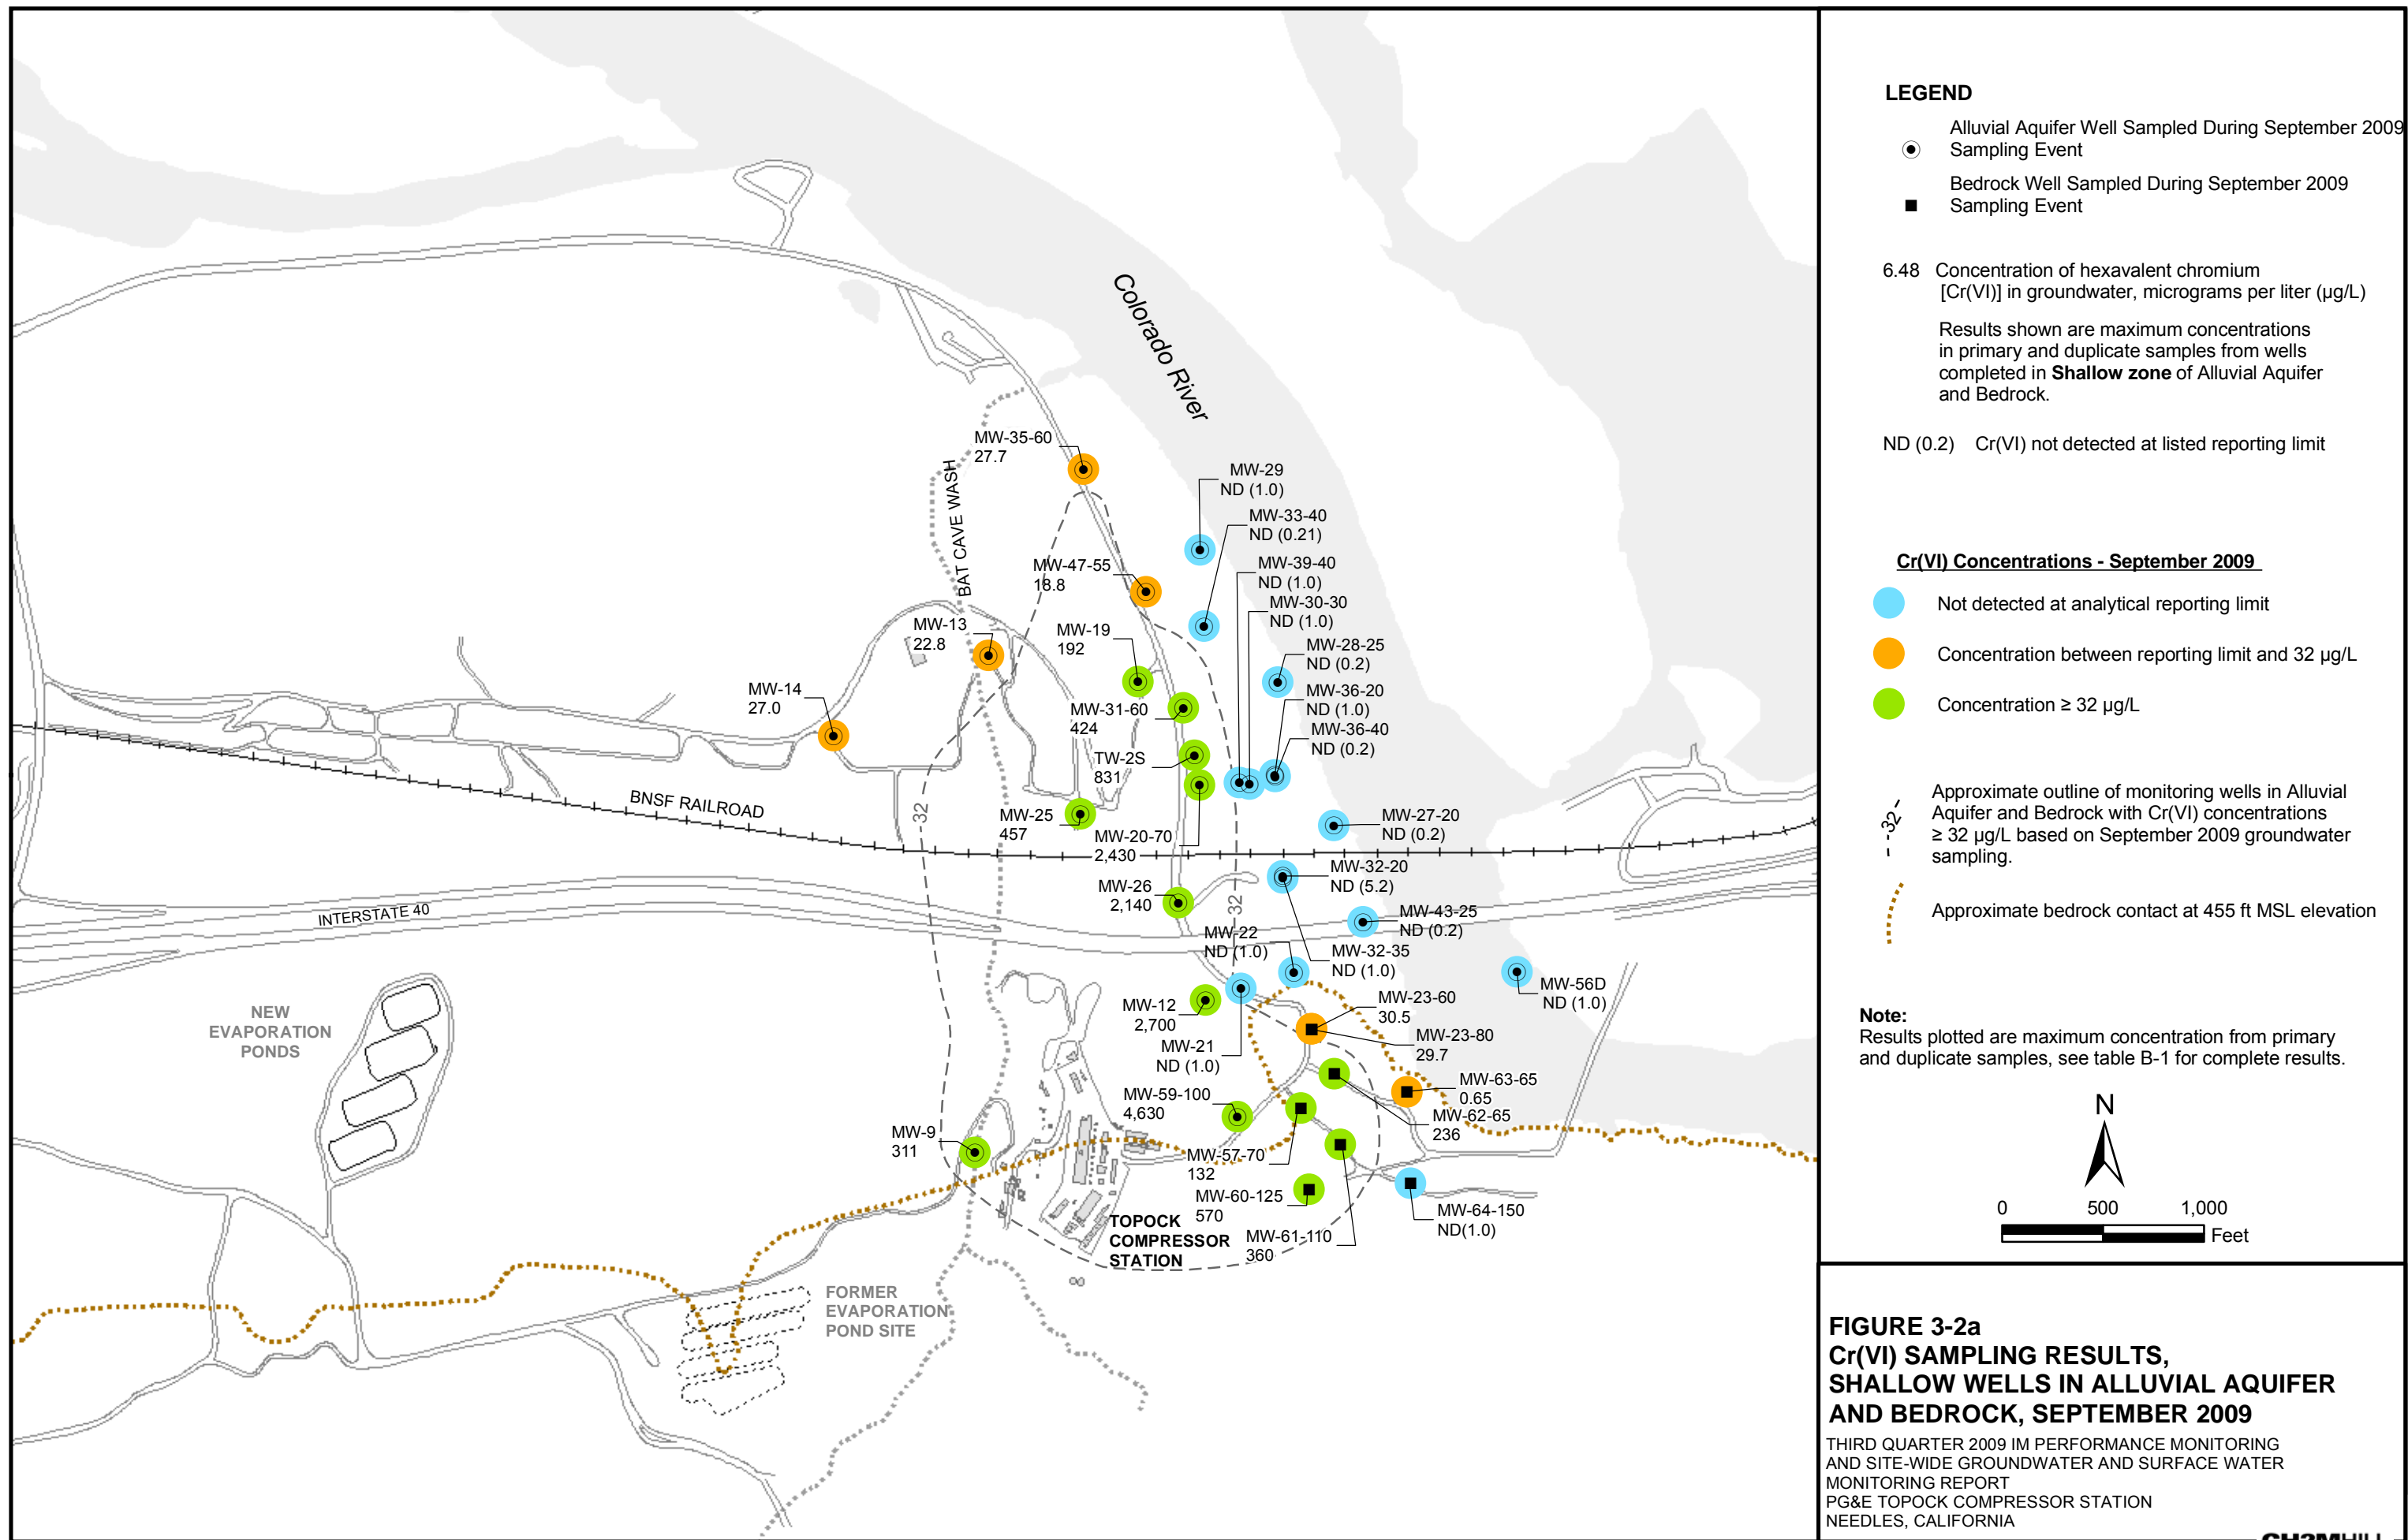 Colorado River
BAT CAVE WASH
MW-35-60
27.7
MW-29
ND (1.0)
MW-33-40
ND (0.21)
MW-47-55
18.8
MW-39-40
ND (1.0)
MW-30-30
ND (1.0)
MW-13
22.8
MW-19
192
MW-28-25
ND (0.2)
MW-14
27.0
MW-31-60
424
MW-36-20
ND (1.0)
MW-36-40
ND (0.2)
TW-2S
831
BNSF RAILROAD
32
MW-25
457
MW-20-70
2,430
MW-27-20
ND (0.2)
MW-32-20
ND (5.2)
MW-26
2,140
32
INTERSTATE 40
MW-43-25
ND (0.2)
MW-22
ND (1.0)
MW-32-35
ND (1.0)
MW-56D
ND (1.0)
NEW
EVAPORATION
PONDS
MW-12
2,700
MW-23-60
30.5
MW-23-80
29.7
MW-21
ND (1.0)
MW-63-65
0.65
MW-59-100
4,630
MW-62-65
236
MW-9
311
MW-57-70
132
MW-60-125
570
MW-64-150
ND(1.0)
TOPOCK
COMPRESSOR
STATION
MW-61-110
360
FORMER
EVAPORATION
POND SITE
LEGEND
Alluvial Aquifer Well Sampled During September 2009
Sampling Event
Bedrock Well Sampled During September 2009
Sampling Event
6.48 Concentration of hexavalent chromium
[Cr(VI)] in groundwater, micrograms per liter (µg/L)
Results shown are maximum concentrations
in primary and duplicate samples from wells
completed in Shallow zone of Alluvial Aquifer
and Bedrock.
ND (0.2) Cr(VI) not detected at listed reporting limit
Cr(VI) Concentrations - September 2009
Not detected at analytical reporting limit
Concentration between reporting limit and 32 µg/L
Concentration ≥ 32 µg/L
32
Approximate outline of monitoring wells in Alluvial
Aquifer and Bedrock with Cr(VI) concentrations
≥ 32 µg/L based on September 2009 groundwater
sampling.
Approximate bedrock contact at 455 ft MSL elevation
Note:
Results plotted are maximum concentration from primary
and duplicate samples, see table B-1 for complete results.
N
0 500 1,000
Feet
FIGURE 3-2a
Cr(VI) SAMPLING RESULTS,
SHALLOW WELLS IN ALLUVIAL AQUIFER
AND BEDROCK, SEPTEMBER 2009
THIRD QUARTER 2009 IM PERFORMANCE MONITORING
AND SITE-WIDE GROUNDWATER AND SURFACE WATER
MONITORING REPORT
PG&E TOPOCK COMPRESSOR STATION
NEEDLES, CALIFORNIA
CH2MHILL